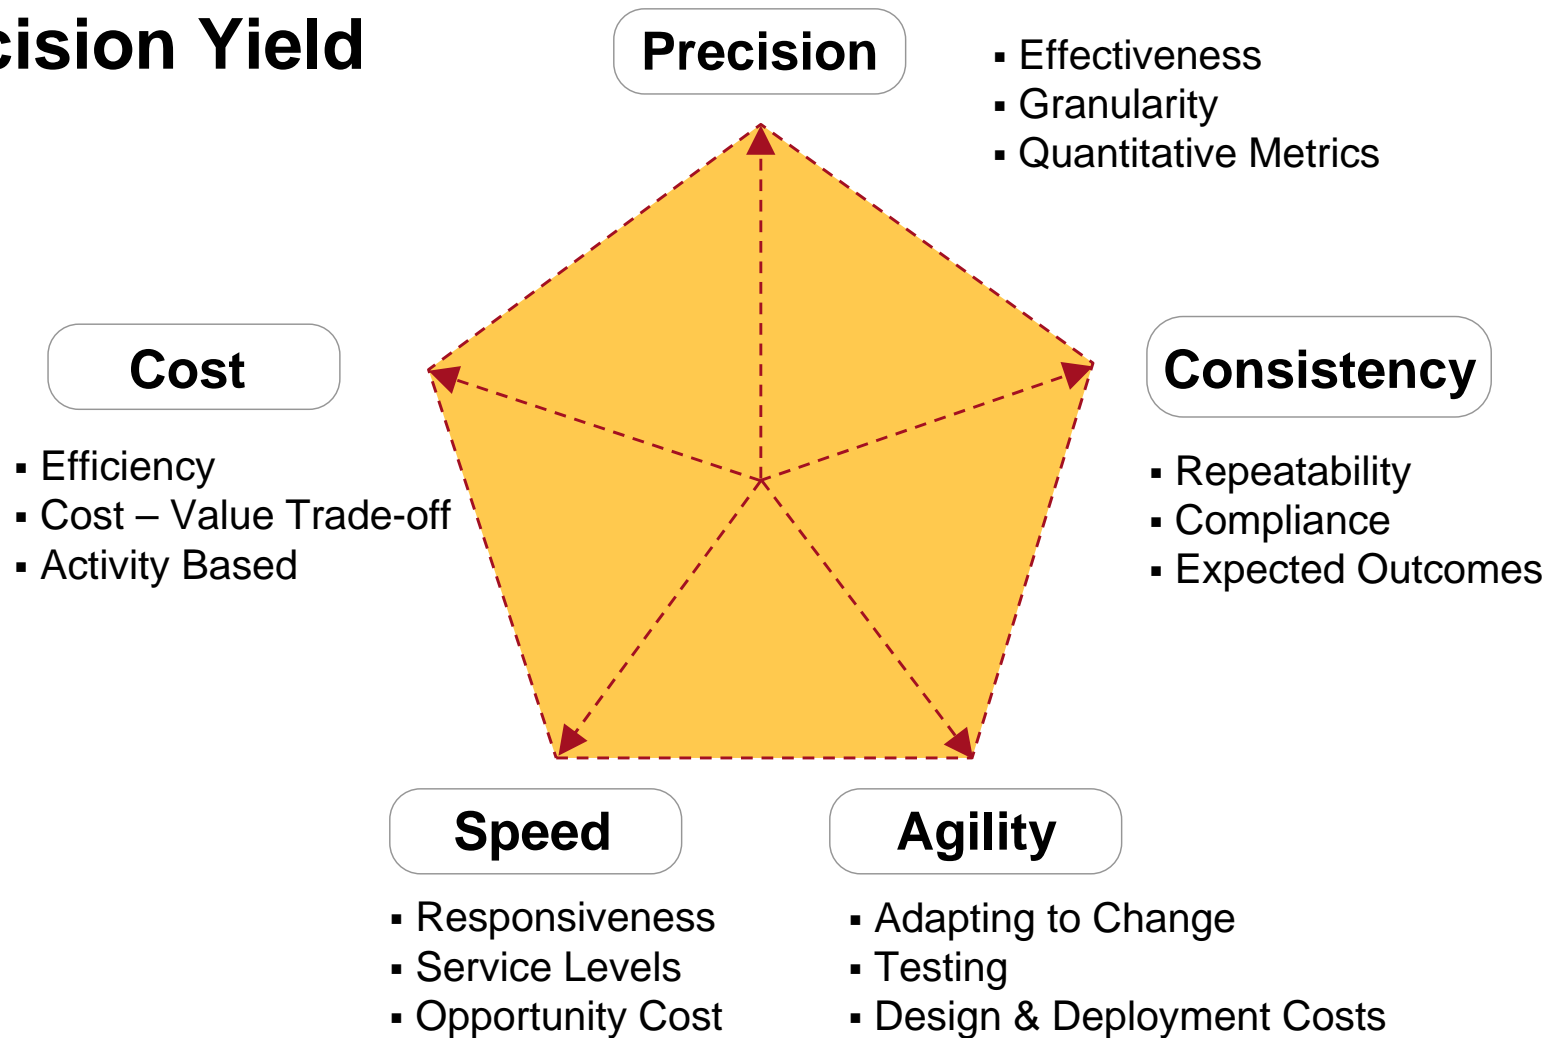 cision Yield
Precision
▪ Effectiveness
▪ Granularity
▪ Quantitative Metrics
Cost
▪ Efficiency
▪ Cost – Value Trade-off
▪ Activity Based
Consistency
▪ Repeatability
▪ Compliance
▪ Expected Outcomes
Speed
▪ Responsiveness
▪ Service Levels
▪ Opportunity Cost
Agility
▪ Adapting to Change
▪ Testing
▪ Design & Deployment Costs